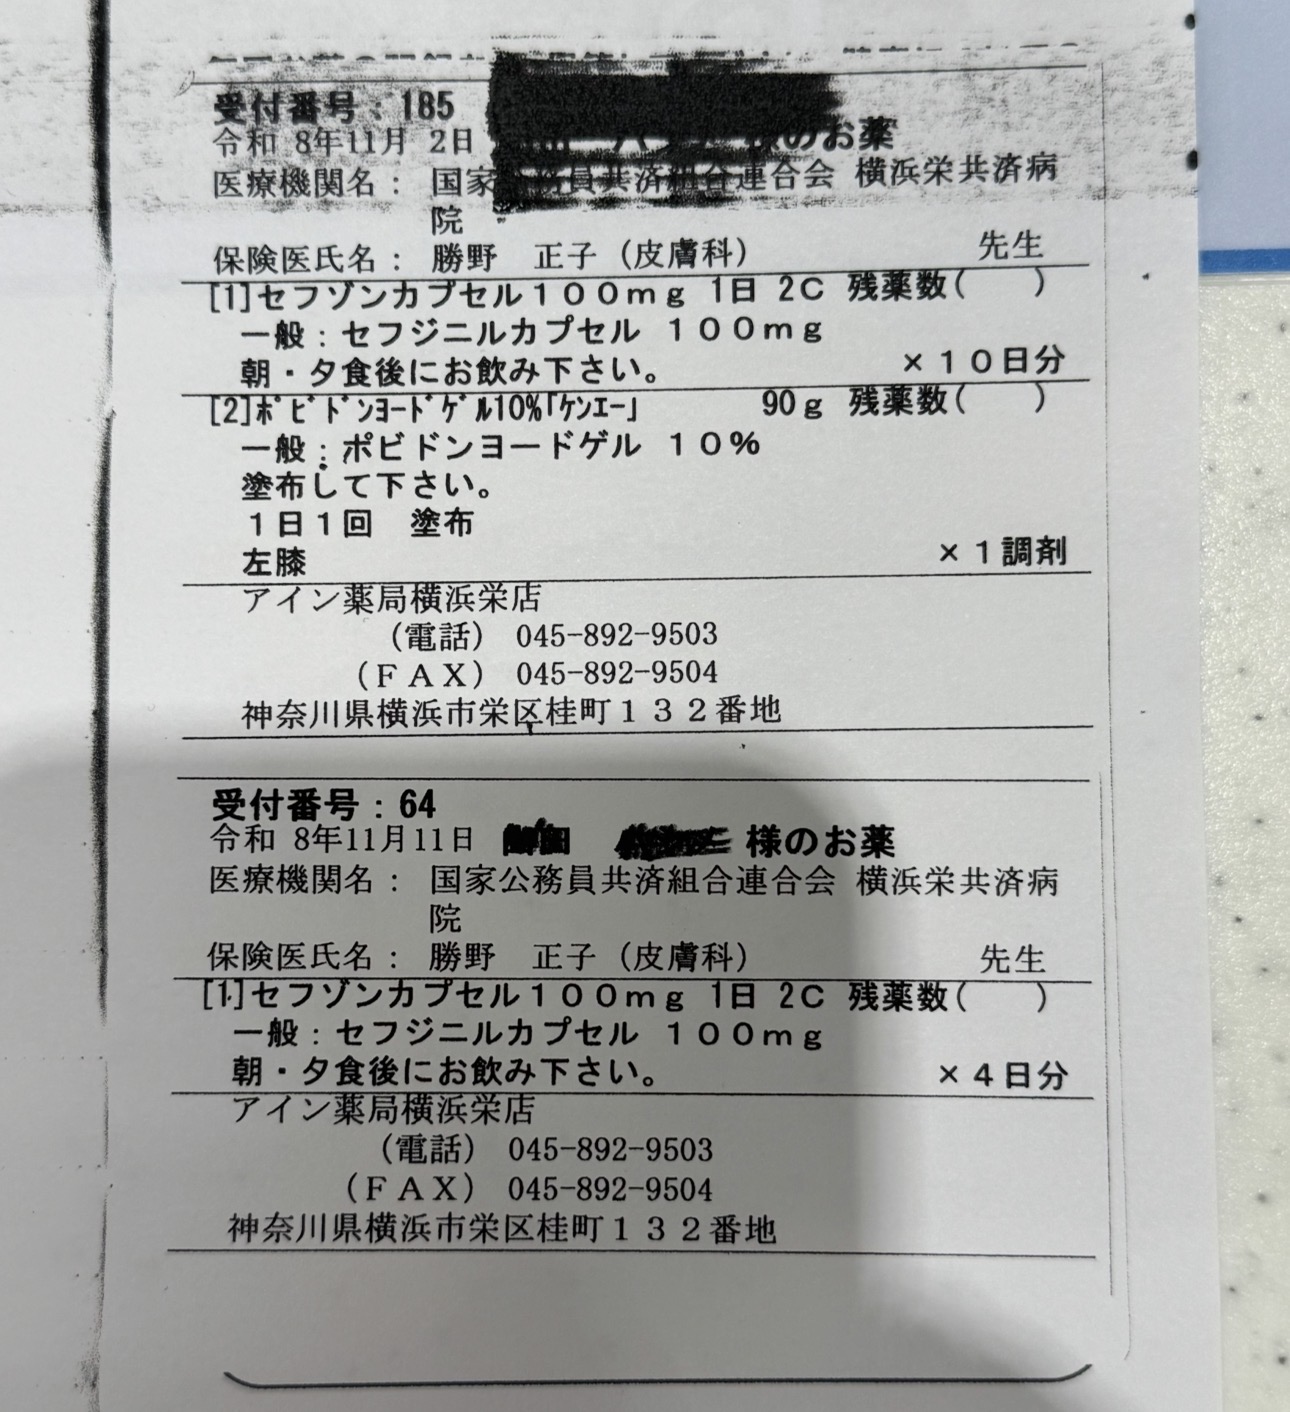 受付番号：185
令和 8年11月 2日 様のお薬
医療機関名： 国家公務員共済組合連合会 横浜栄共済病
院
保険医氏名： 勝野　正子（皮膚科） 先生
[1]セフゾンカプセル１００ｍｇ 1日 2C 残薬数(　　)
一般：セフジニルカプセル １００ｍｇ
朝・夕食後にお飲み下さい。 ×１０日分
[2]ﾎﾟﾋﾞﾄﾞﾝﾖｰﾄﾞｹﾞﾙ10%｢ｹﾝｴｰ｣ 90ｇ 残薬数(　　)
一般：ポビドンヨードゲル １０％
塗布して下さい。
１日１回　塗布
左膝 ×１調剤
アイン薬局横浜栄店
（電話） 045-892-9503
（ＦＡＸ） 045-892-9504
神奈川県横浜市栄区桂町１３２番地
受付番号：64
令和 8年11月11日 様のお薬
医療機関名： 国家公務員共済組合連合会 横浜栄共済病
院
保険医氏名： 勝野　正子（皮膚科） 先生
[1]セフゾンカプセル１００ｍｇ 1日 2C 残薬数(　　)
一般：セフジニルカプセル １００ｍｇ
朝・夕食後にお飲み下さい。 ×４日分
アイン薬局横浜栄店
（電話） 045-892-9503
（ＦＡＸ） 045-892-9504
神奈川県横浜市栄区桂町１３２番地